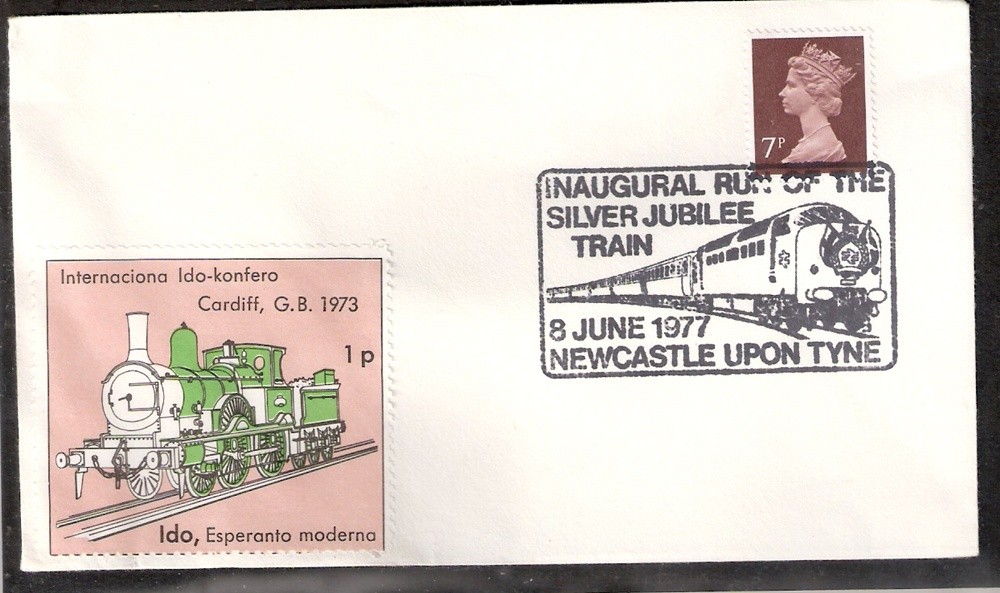 7P
INAUGURAL RUN OF THE
SILVER JUBILEE
TRAIN
8 JUNE 1977
NEWCASTLE UPON TYNE
Internaciona Ido-konfero
Cardiff, G.B. 1973
1 p
Ido, Esperanto moderna